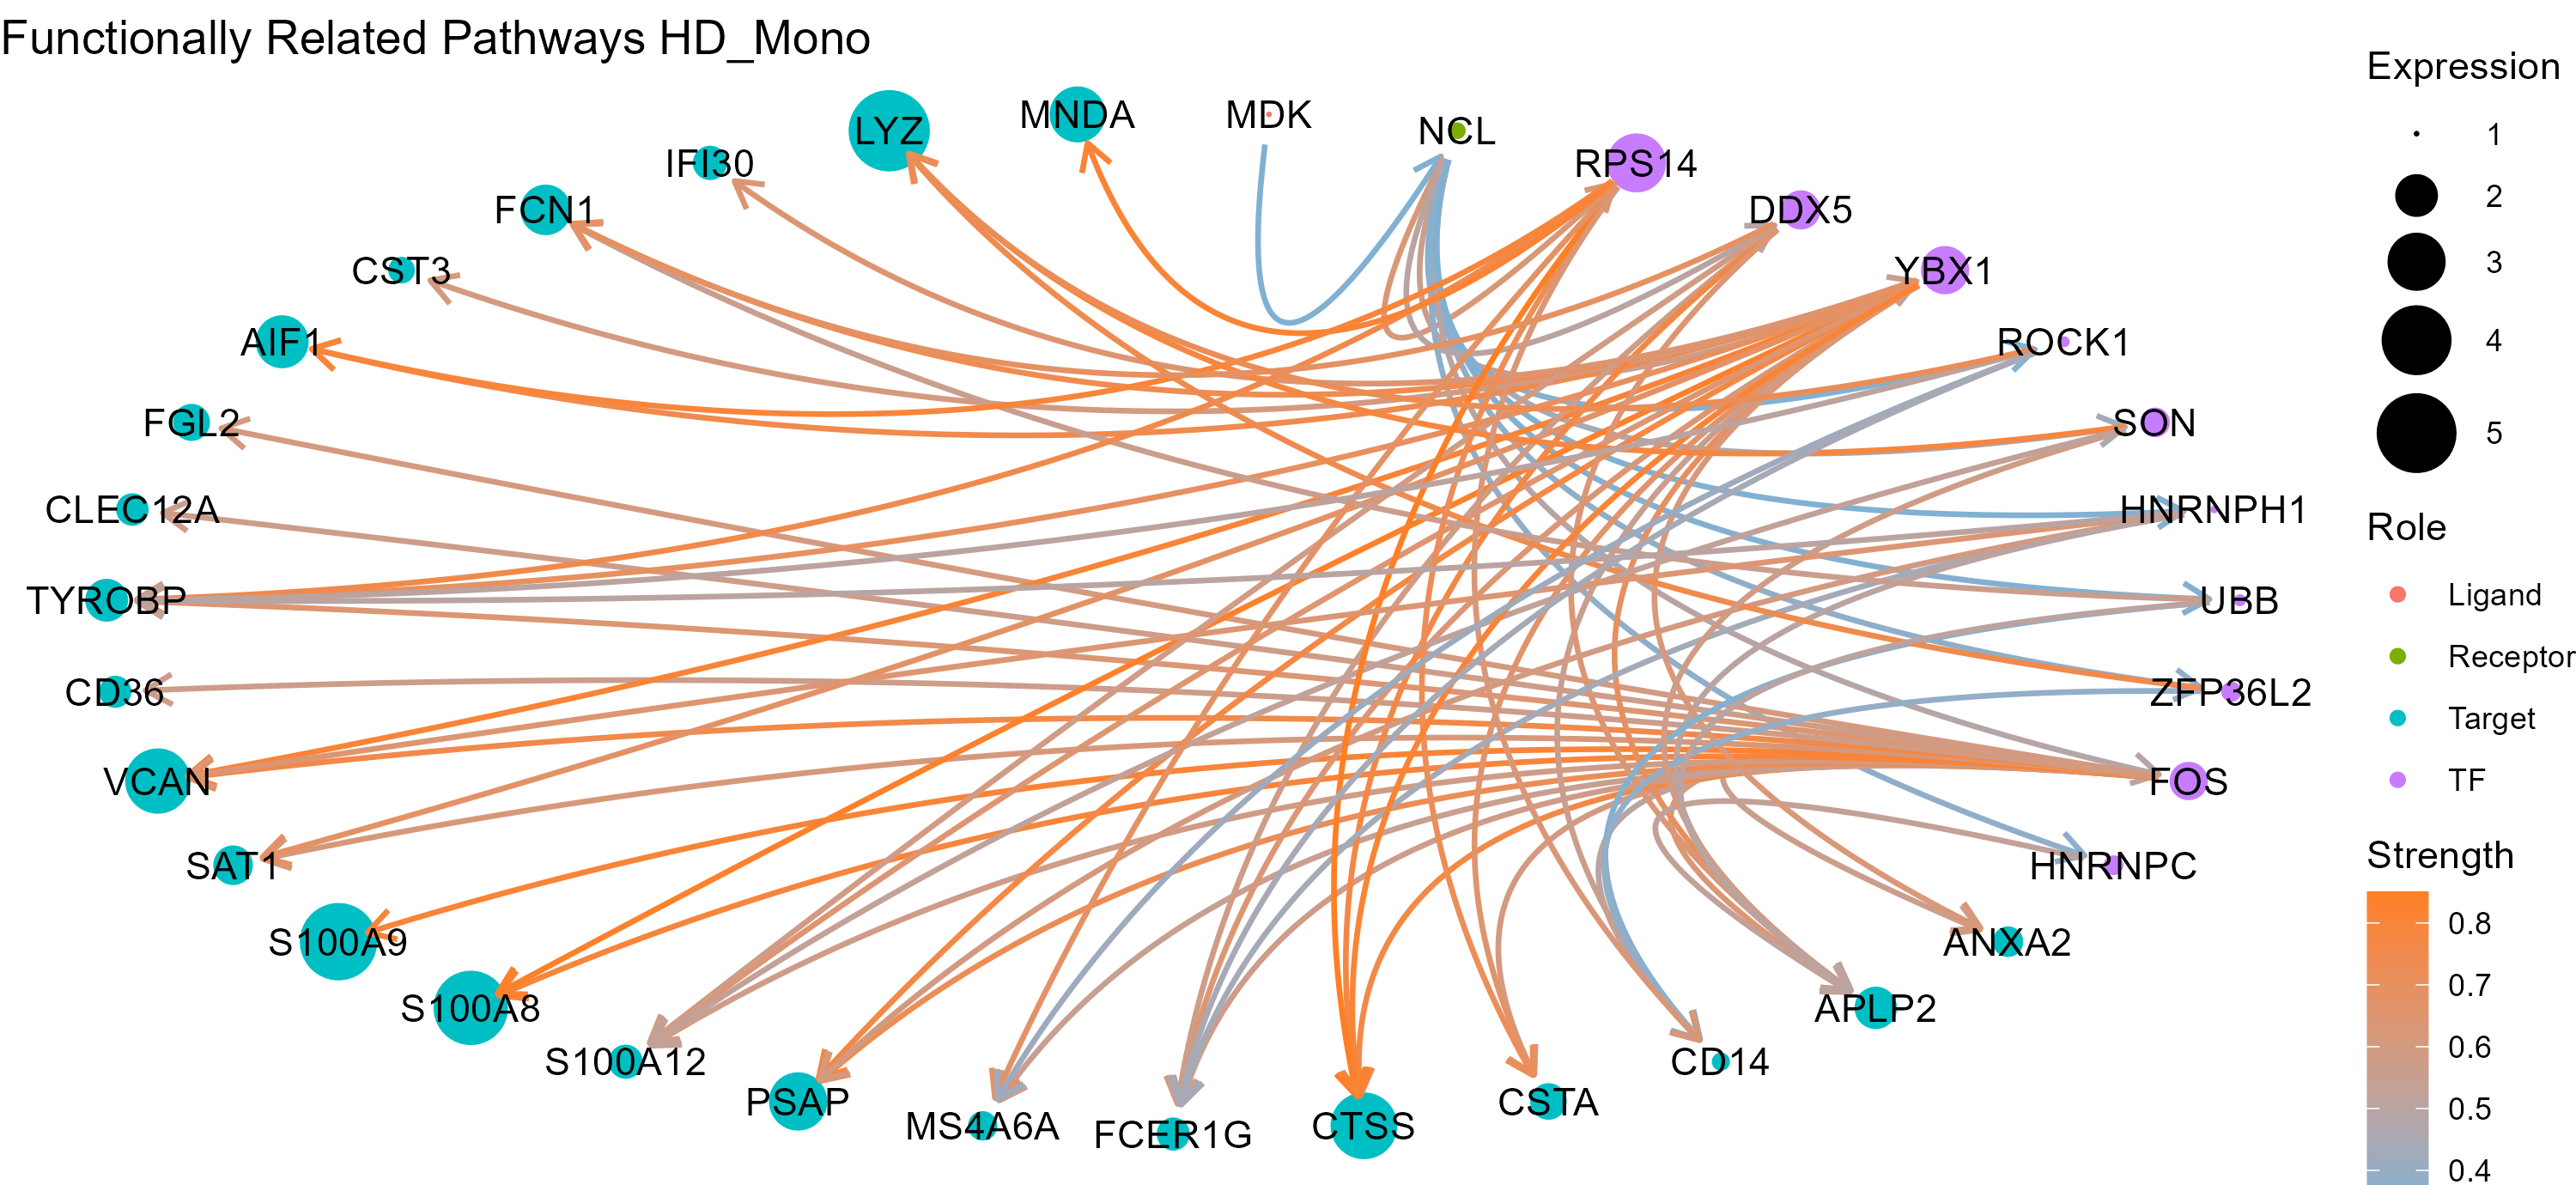 Functionally Related Pathways HD_Mono
MDK
NCL
RPS14
DDX5
YBX1
ROCK1
SON
HNRNPH1
UBB
ZFP36L2
FOS
HNRNPC
ANXA2
APLP2
CD14
CSTA
CTSS
FCER1G
MS4A6A
PSAP
S100A12
S100A8
S100A9
SAT1
VCAN
CD36
TYROBP
CLEC12A
FGL2
AIF1
CST3
FCN1
IFI30
LYZ
MNDA
Expression
1
2
3
4
5
Role
Ligand
Receptor
Target
TF
Strength
0.8
0.7
0.6
0.5
0.4